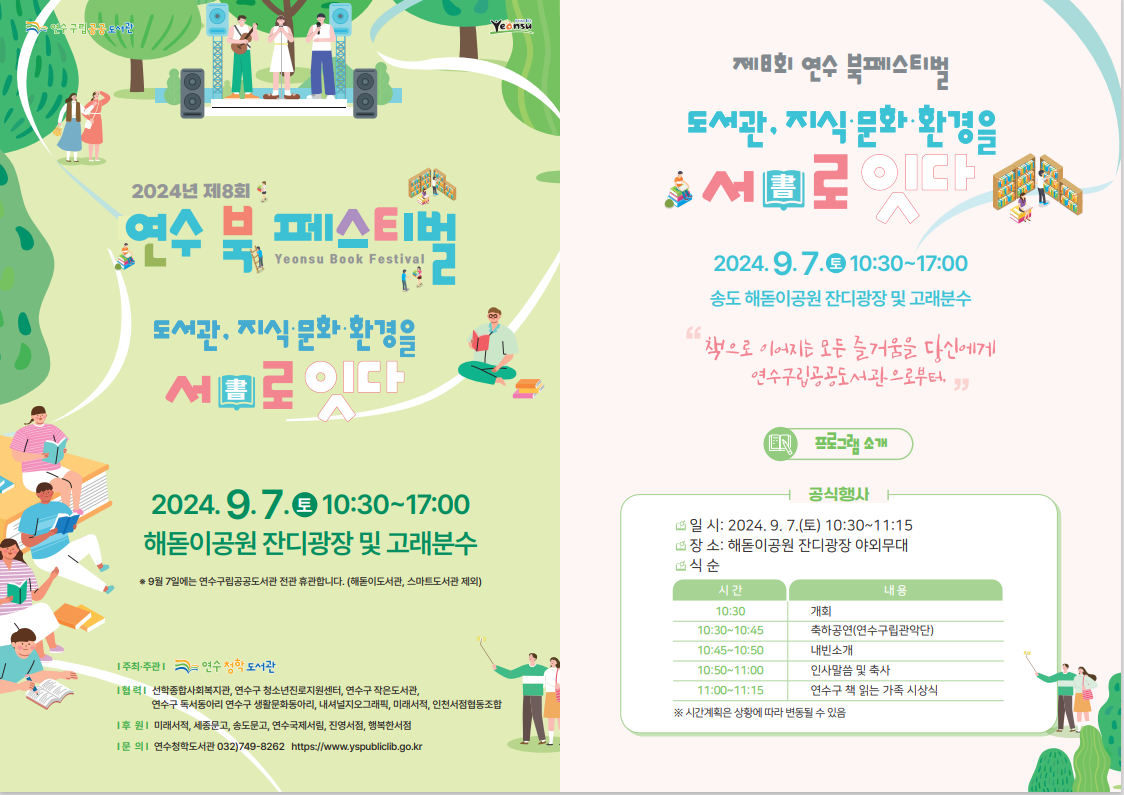 연수구립공공도서관
Yeonsu
2024년 제8회
연수 북 페스티벌
Yeonsu Book Festival
도서관, 지식·문화·환경을
서書로 잇다
2024. 9. 7. 토 10:30~17:00
해돋이공원 잔디광장 및 고래분수
※ 9월 7일에는 연수구립공공도서관 전관 휴관합니다. (해돋이도서관, 스마트도서관 제외)
I 주최·주관 I 연수청학도서관
I 협 력 I 선학종합사회복지관, 연수구 청소년진로지원센터, 연수구 작은도서관,
연수구 독서동아리 연수구 생활문화동아리, 내셔널지오그래픽, 미래서적, 인천서점협동조합
I 후 원 I 미래서적, 세종문고, 송도문고, 연수국제서림, 진영서점, 행복한서점
I 문 의 I 연수청학도서관 032)749-8262 https://www.yspubliclib.go.kr
제8회 연수 북페스티벌
도서관, 지식·문화·환경을
서書로 잇다
2024. 9. 7. 토 10:30~17:00
송도 해돋이공원 잔디광장 및 고래분수
“ 책으로 이어지는 모든 즐거움을 당신에게
연수구립공공도서관으로부터. ”
프로그램 소개
공식행사
일 시: 2024. 9. 7.(토) 10:30~11:15
장 소: 해돋이공원 잔디광장 야외무대
식 순
시 간 내 용
10:30 개회
10:30~10:45 축하공연(연수구립관악단)
10:45~10:50 내빈소개
10:50~11:00 인사말씀 및 축사
11:00~11:15 연수구 책 읽는 가족 시상식
※ 시간계획은 상황에 따라 변동될 수 있음